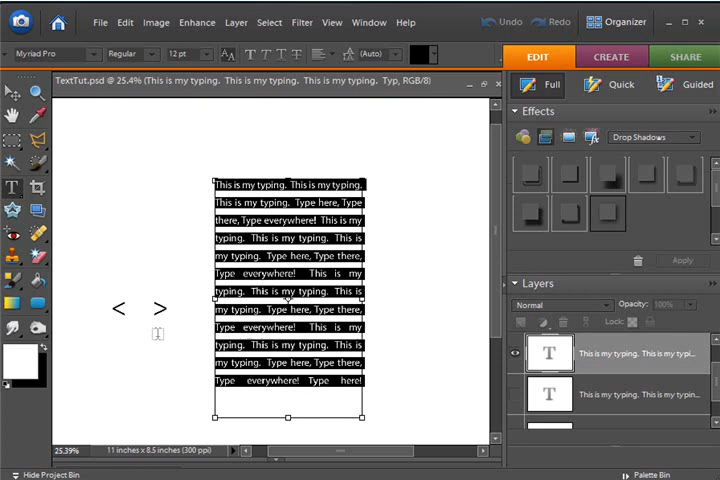 File Edit Image Enhance Layer Select Filter View Window Help Undo Redo Organizer
Myriad Pro Regular 12 pt (Auto) EDIT CREATE SHARE
TextTut.psd @ 25.4% (This is my typing. This is my typing. This is my typing. Typ, RGB/8)
Full Quick Guided
Effects
Drop Shadows
Apply
This is my typing. This is my typing.
This is my typing. Type here, Type
there, Type everywhere! This is my
typing. This is my typing. This is
my typing. Type here, Type there,
Type everywhere! This is my
typing. This is my typing. This is
my typing. Type here, Type there,
Type everywhere! This is my
typing. This is my typing. This is
my typing. Type here, Type there,
Type everywhere! Type here!
< >
Layers
Normal Opacity: 100%
Lock:
T This is my typing. This is my typi...
T This is my typing. This is my typin...
25.39% 11 inches x 8.5 inches (300 ppi)
Hide Project Bin Palette Bin